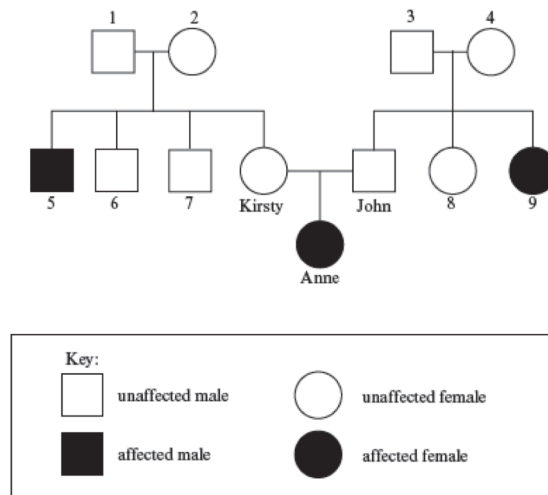 1 2 3 4
5 6 7 Kirsty John 8 9
Anne
Key:
unaffected male unaffected female
affected male affected female